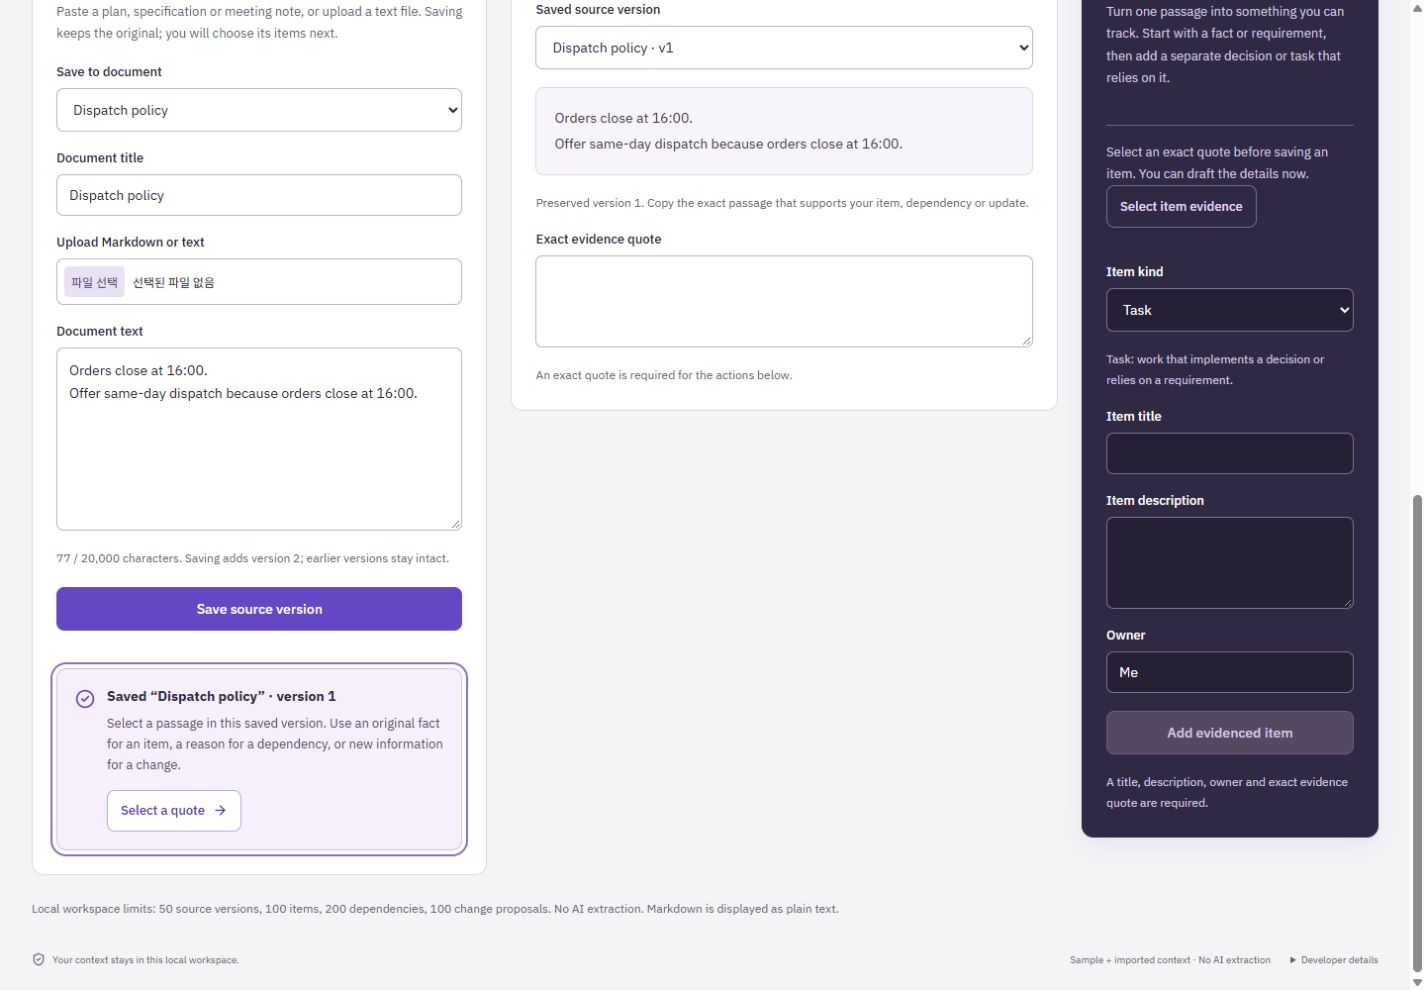 Paste a plan, specification or meeting note, or upload a text file. Saving
keeps the original; you will choose its items next.
Save to document
Dispatch policy
Document title
Dispatch policy
Upload Markdown or text
파일 선택 선택된 파일 없음
Document text
Orders close at 16:00.
Offer same-day dispatch because orders close at 16:00.
77 / 20,000 characters. Saving adds version 2; earlier versions stay intact.
Save source version
Saved “Dispatch policy” · version 1
Select a passage in this saved version. Use an original fact
for an item, a reason for a dependency, or new information
for a change.
Select a quote →
Saved source version
Dispatch policy · v1
Orders close at 16:00.
Offer same-day dispatch because orders close at 16:00.
Preserved version 1. Copy the exact passage that supports your item, dependency or update.
Exact evidence quote
An exact quote is required for the actions below.
Turn one passage into something you can
track. Start with a fact or requirement,
then add a separate decision or task that
relies on it.
Select an exact quote before saving an
item. You can draft the details now.
Select item evidence
Item kind
Task
Task: work that implements a decision or
relies on a requirement.
Item title
Item description
Owner
Me
Add evidenced item
A title, description, owner and exact evidence
quote are required.
Local workspace limits: 50 source versions, 100 items, 200 dependencies, 100 change proposals. No AI extraction. Markdown is displayed as plain text.
Your context stays in this local workspace.
Sample + imported context · No AI extraction
▶ Developer details